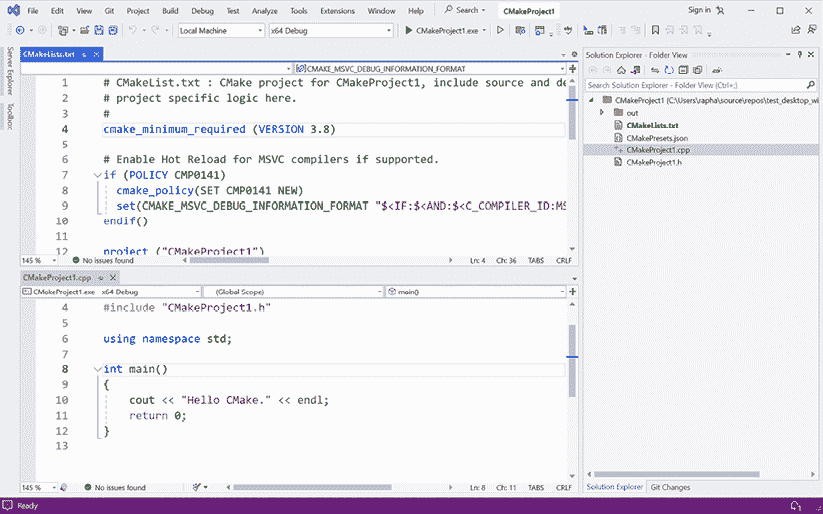 File Edit View Git Project Build Debug Test Analyze Tools Extensions Window Help Search CMakeProject1 Sign in
Local Machine x64 Debug CMakeProject1.exe
Server Explorer
Toolbox
CMakeLists.txt
CMAKE_MSVC_DEBUG_INFORMATION_FORMAT
1 # CMakeList.txt : CMake project for CMakeProject1, include source and de
2 # project specific logic here.
3 #
4 cmake_minimum_required (VERSION 3.8)
5
6 # Enable Hot Reload for MSVC compilers if supported.
7 if (POLICY CMP0141)
8 cmake_policy(SET CMP0141 NEW)
9 set(CMAKE_MSVC_DEBUG_INFORMATION_FORMAT "$<IF:$<AND:$<C_COMPILER_ID:MS
10 endif()
11
12 project ("CMakeProject1")
145 % No issues found Ln: 4 Ch: 36 TABS CRLF
CMakeProject1.cpp
CMakeProject1.exe x64 Debug (Global Scope) main()
4 #include "CMakeProject1.h"
5
6 using namespace std;
7
8 int main()
9 {
10 cout << "Hello CMake." << endl;
11 return 0;
12 }
13
145 % No issues found Ln: 8 Ch: 11 TABS CRLF
Solution Explorer - Folder View
Search Solution Explorer - Folder View (Ctrl+;)
CMakeProject1 (C:\Users\rapha\source\repos\test_desktop_wi
out
CMakeLists.txt
CMakePresets.json
CMakeProject1.cpp
CMakeProject1.h
Solution Explorer Git Changes
Ready 1